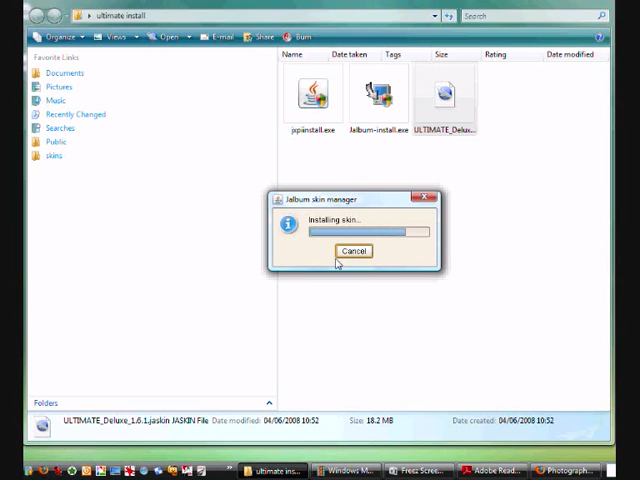 ultimate install
Search
Organize Views Open E-mail Share Burn
Favorite Links
Documents
Pictures
Music
Recently Changed
Searches
Public
skins
Name Date taken Tags Size Rating Date modified
jxpiinstall.exe Jalbum-install.exe ULTIMATE_Delux...
Jalbum skin manager
Installing skin...
Cancel
Folders
ULTIMATE_Deluxe_1.6.1.jaskin JASKIN File Date modified: 04/06/2008 10:52 Size: 18.2 MB Date created: 04/06/2008 10:52
ultimate ins... Windows M... Freez Scree... Adobe Read... Photograph...